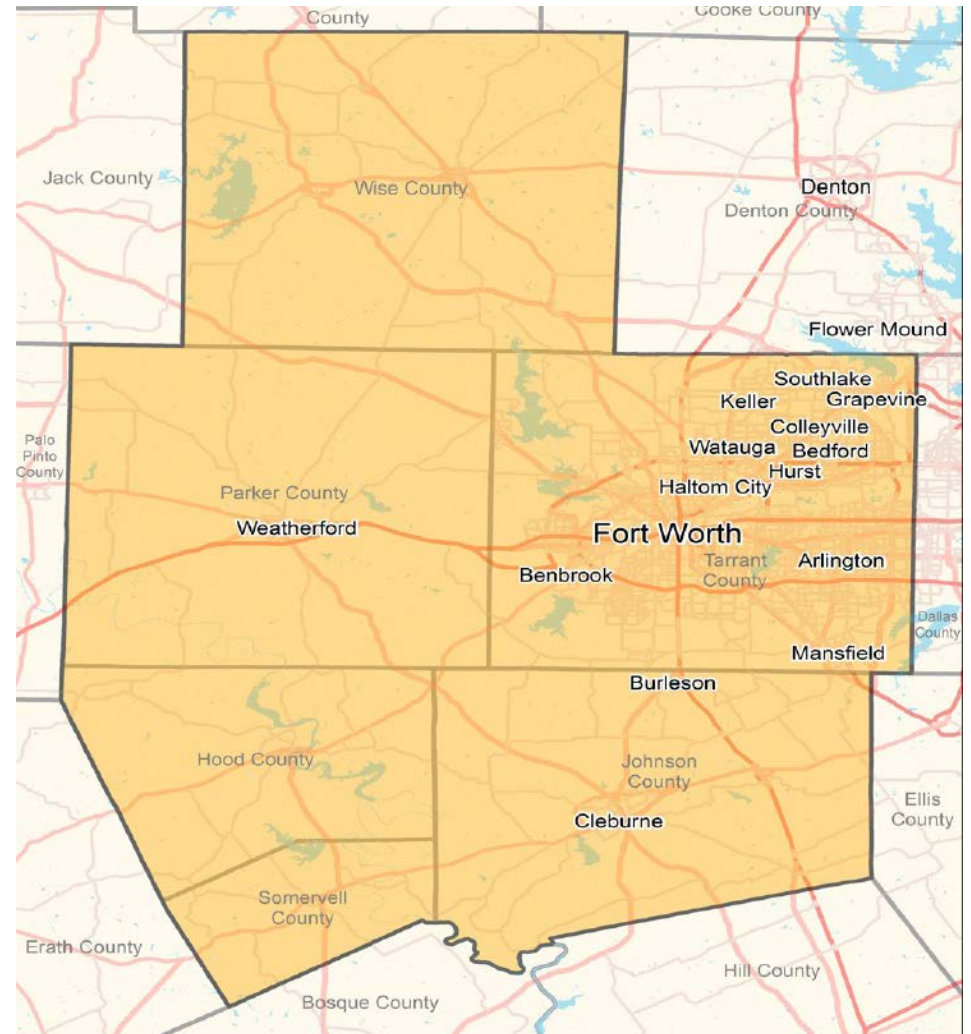 County
Cooke County
Jack County
Wise County
Denton
Denton County
Flower Mound
Southlake
Keller
Grapevine
Colleyville
Watauga
Bedford
Hurst
Haltom City
Palo
Pinto
County
Parker County
Weatherford
Fort Worth
Tarrant
County
Arlington
Benbrook
Dallas
County
Mansfield
Burleson
Hood County
Johnson
County
Ellis
County
Cleburne
Somervell
County
Erath County
Hill County
Bosque County